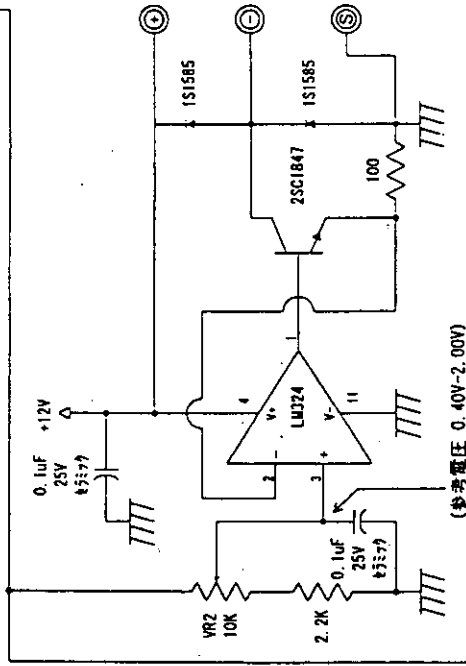 +
-
S
1S1585
1S1585
2SC1847
100
+12V
0.1uF
25V
セラミック
4
V+
LM324
1
V-
11
2
-
3
+
VR2
10K
2.2K
0.1uF
25V
セラミック
(参考電圧 0.40V-2.00V)